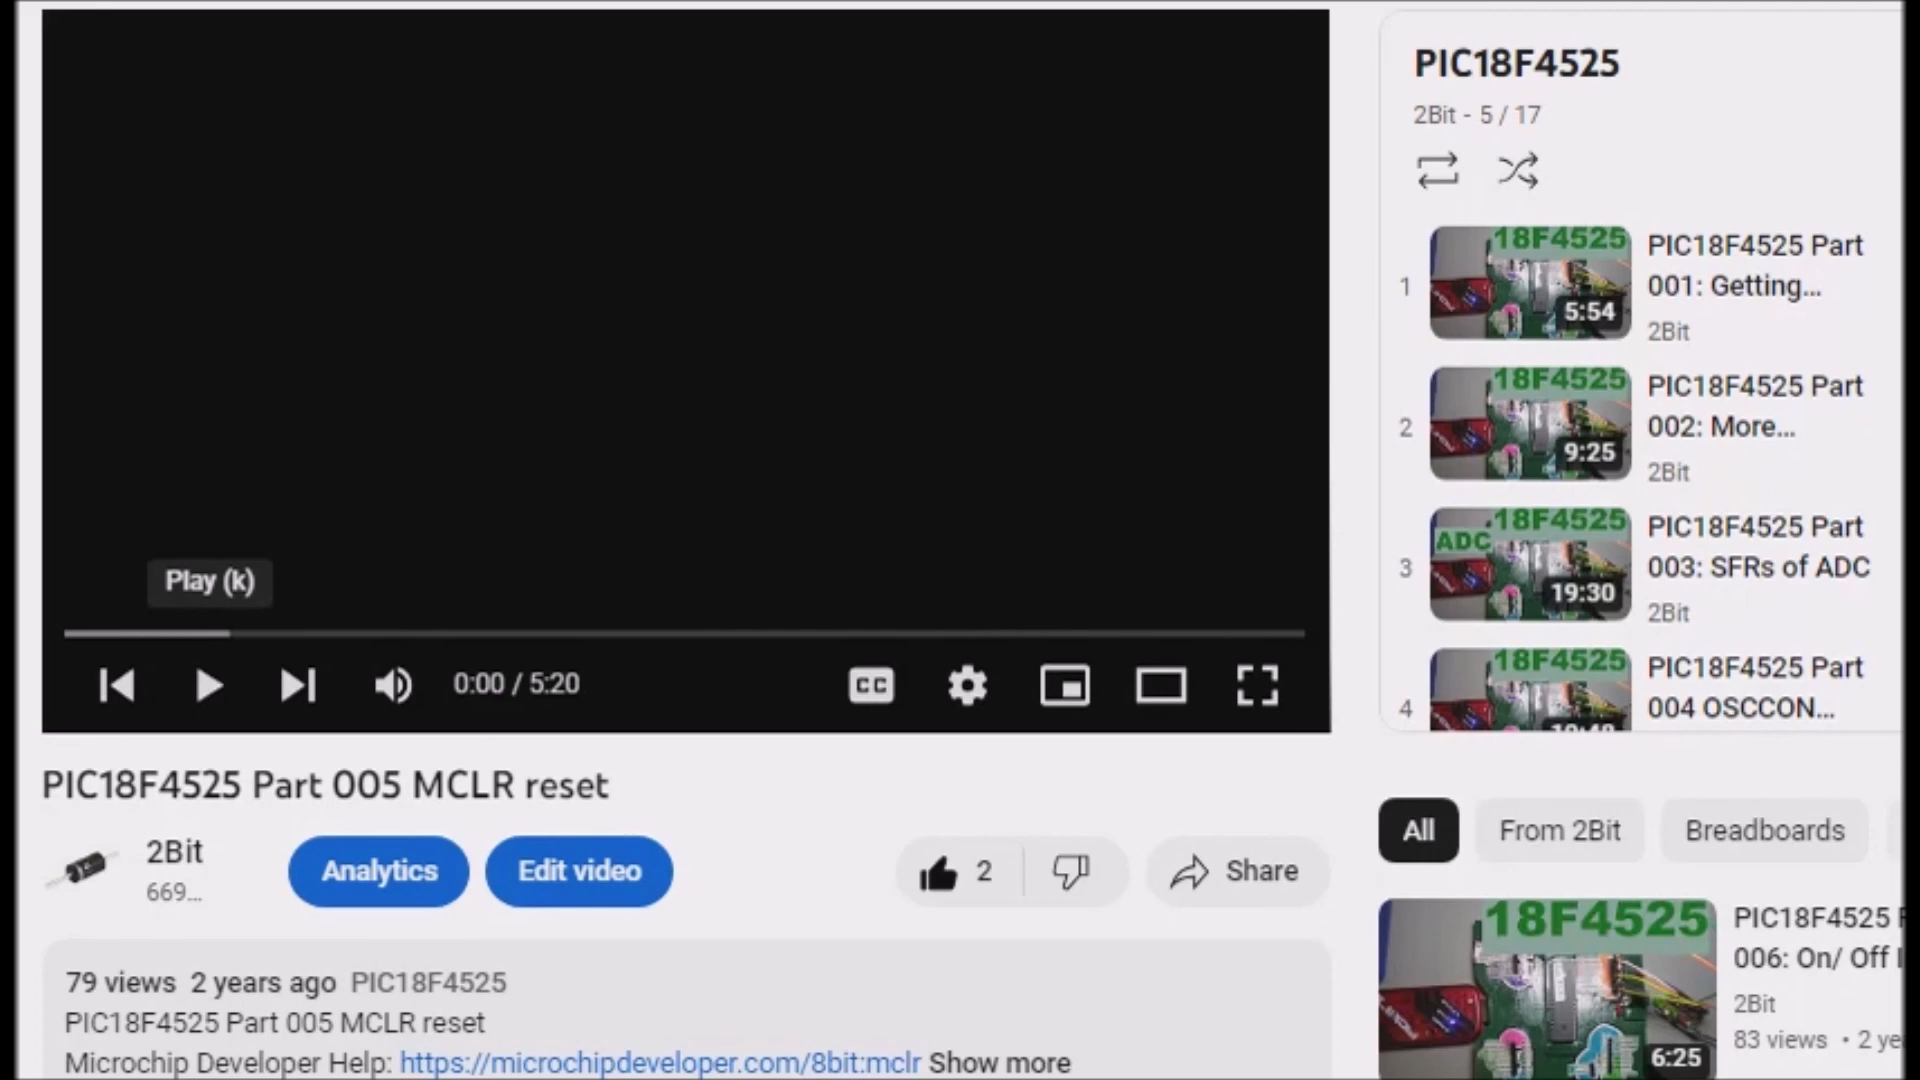 Play (k)
0:00 / 5:20
CC
PIC18F4525 Part 005 MCLR reset
2Bit
669...
Analytics
Edit video
2
Share
79 views 2 years ago PIC18F4525
PIC18F4525 Part 005 MCLR reset
Microchip Developer Help: https://microchipdeveloper.com/8bit:mclr Show more
PIC18F4525
2Bit - 5 / 17
1
18F4525
5:54
PIC18F4525 Part
001: Getting...
2Bit
2
18F4525
9:25
PIC18F4525 Part
002: More...
2Bit
3
18F4525
ADC
19:30
PIC18F4525 Part
003: SFRs of ADC
2Bit
4
18F4525
PIC18F4525 Part
004 OSCCON...
All
From 2Bit
Breadboards
18F4525
6:25
PIC18F4525
006: On/ Off
2Bit
83 views • 2 ye